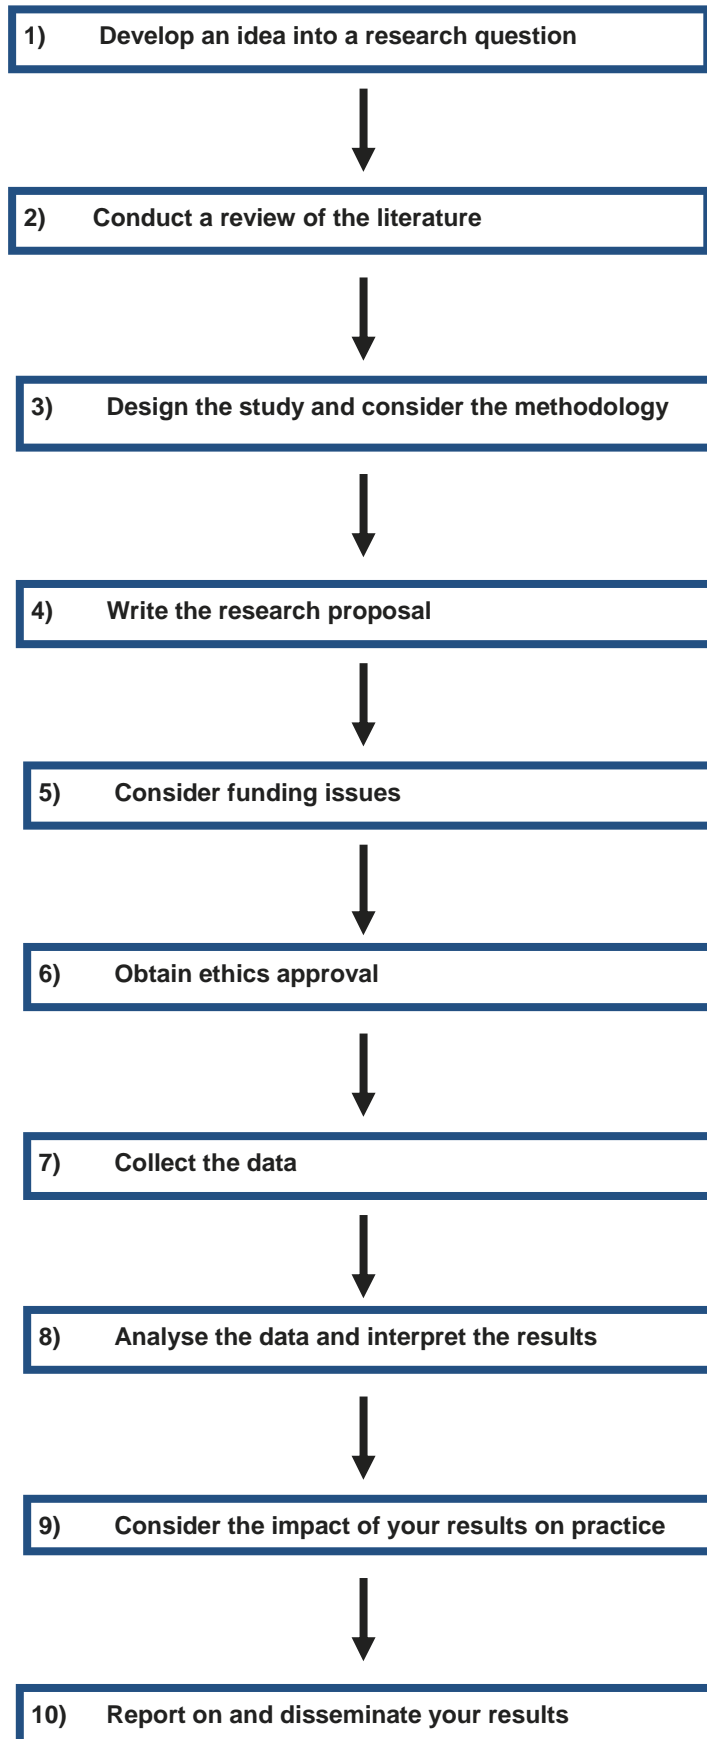 1) Develop an idea into a research question
2) Conduct a review of the literature
3) Design the study and consider the methodology
4) Write the research proposal
5) Consider funding issues
6) Obtain ethics approval
7) Collect the data
8) Analyse the data and interpret the results
9) Consider the impact of your results on practice
10) Report on and disseminate your results